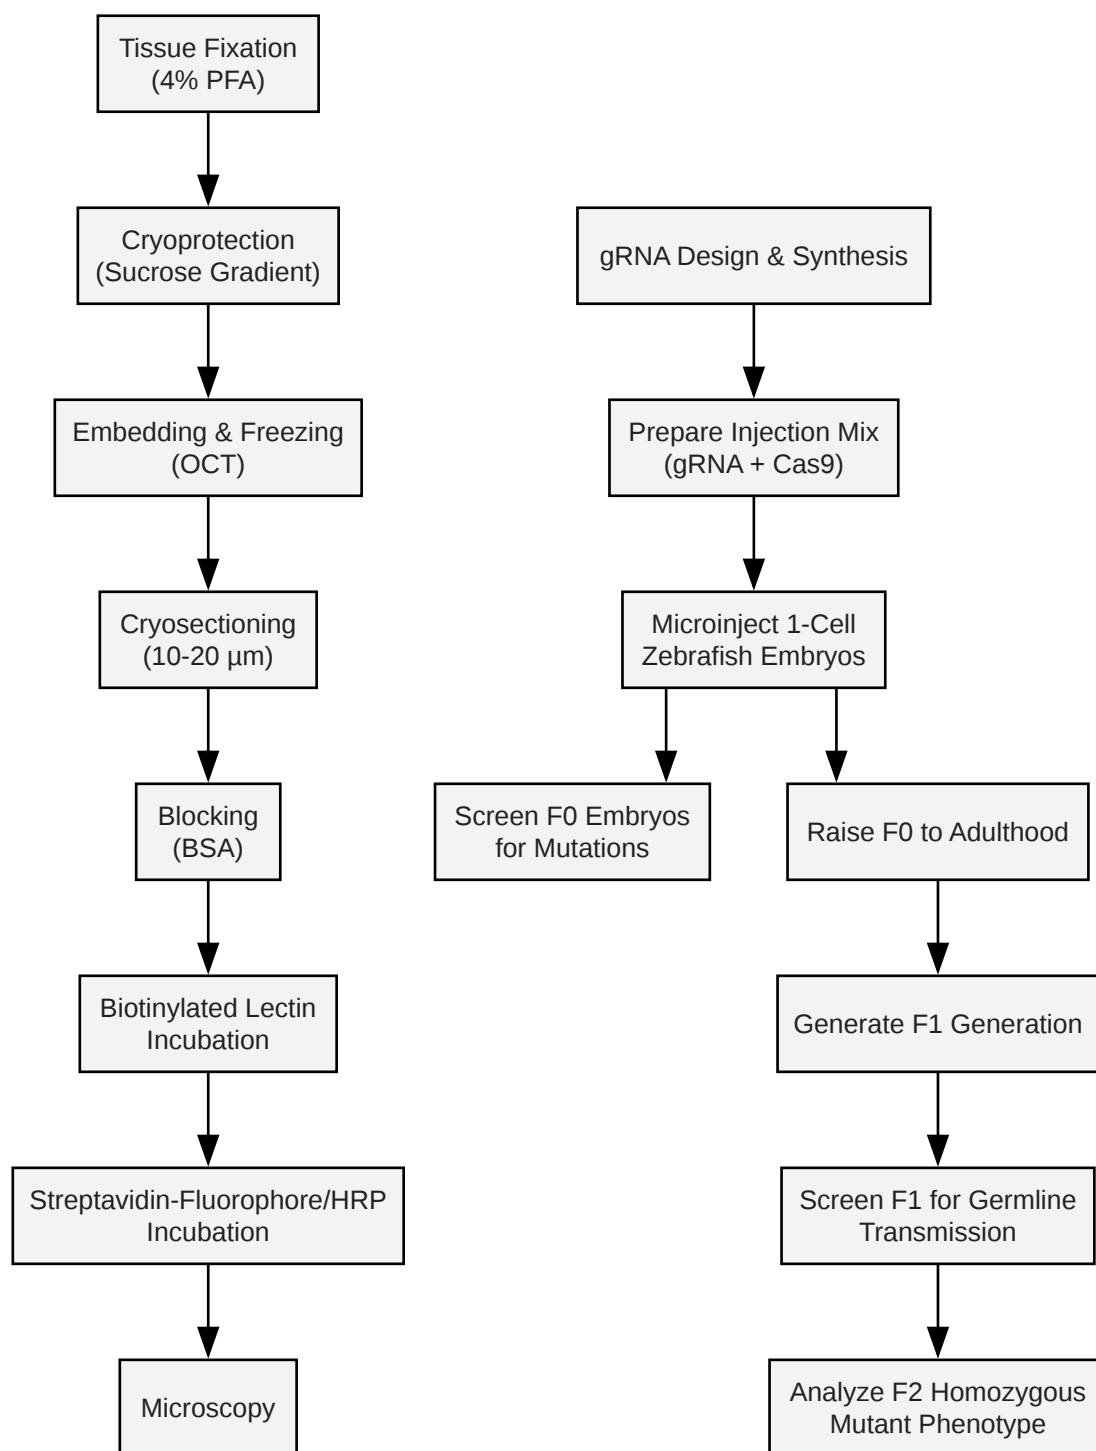 Tissue Fixation
(4% PFA)
Cryoprotection
(Sucrose Gradient)
Embedding & Freezing
(OCT)
Cryosectioning
(10-20 µm)
Blocking
(BSA)
Biotinylated Lectin
Incubation
Streptavidin-Fluorophore/HRP
Incubation
Microscopy
gRNA Design & Synthesis
Prepare Injection Mix
(gRNA + Cas9)
Microinject 1-Cell
Zebrafish Embryos
Screen F0 Embryos
for Mutations
Raise F0 to Adulthood
Generate F1 Generation
Screen F1 for Germline
Transmission
Analyze F2 Homozygous
Mutant Phenotype